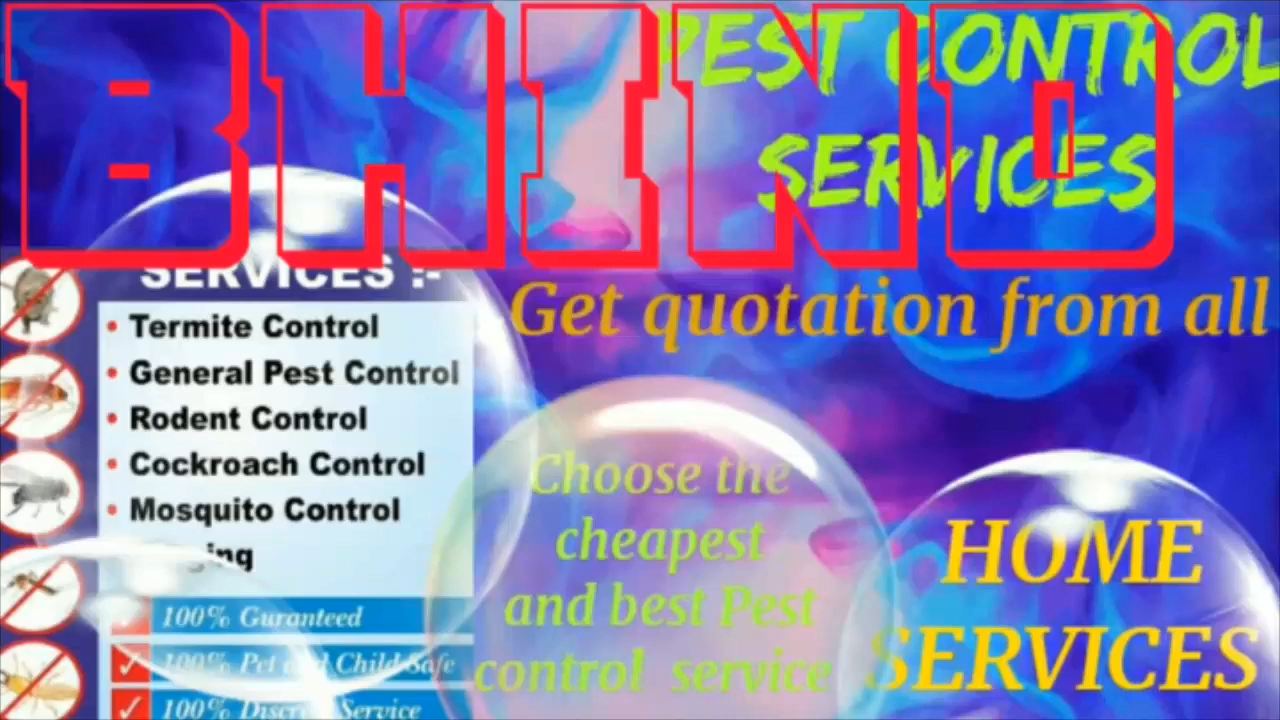 BHIND
PEST CONTROL
SERVICES
SERVICES :-
• Termite Control
• General Pest Control
• Rodent Control
• Cockroach Control
• Mosquito Control
100% Guranteed
100% Pet and Child Safe
100% Discreet Service
Get quotation from all
Choose the
cheapest
and best Pest
control service
HOME
SERVICES